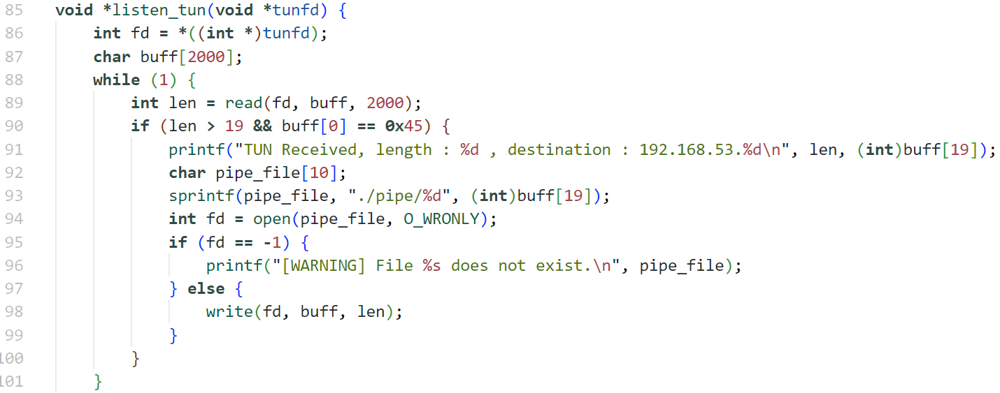 85 void *listen_tun(void *tunfd) {
86 int fd = *((int *)tunfd);
87 char buff[2000];
88 while (1) {
89 int len = read(fd, buff, 2000);
90 if (len > 19 && buff[0] == 0x45) {
91 printf("TUN Received, length : %d , destination : 192.168.53.%d\n", len, (int)buff[19]);
92 char pipe_file[10];
93 sprintf(pipe_file, "./pipe/%d", (int)buff[19]);
94 int fd = open(pipe_file, O_WRONLY);
95 if (fd == -1) {
96 printf("[WARNING] File %s does not exist.\n", pipe_file);
97 } else {
98 write(fd, buff, len);
99 }
100 }
101 }